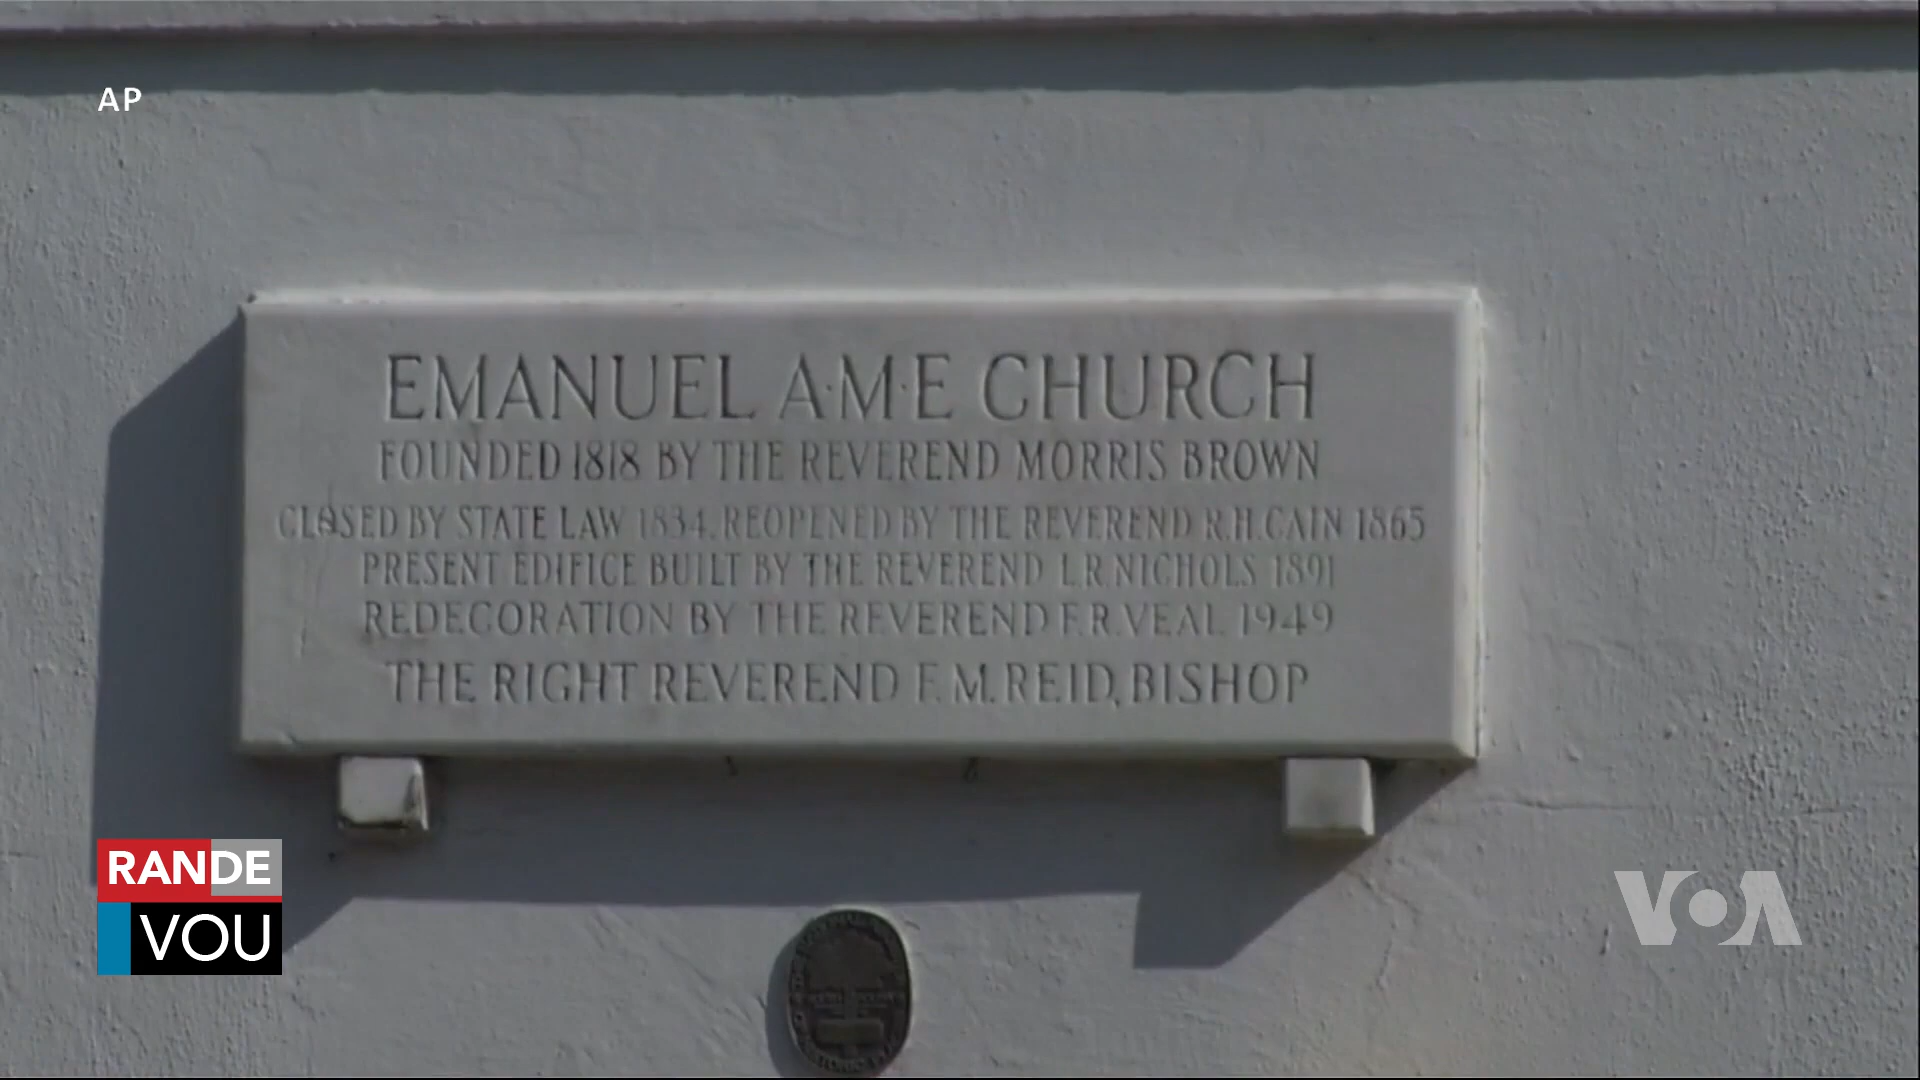 AP
EMANUEL A·M·E CHURCH
FOUNDED 1818 BY THE REVEREND MORRIS BROWN
CLOSED BY STATE LAW 1834. REOPENED BY THE REVEREND R.H. CAIN 1865
PRESENT EDIFICE BUILT BY THE REVEREND L.R. NICHOLS 1891
REDECORATION BY THE REVEREND F.R. VEAL 1949
THE RIGHT REVEREND F. M. REID, BISHOP
RANDE
VOU
VOA